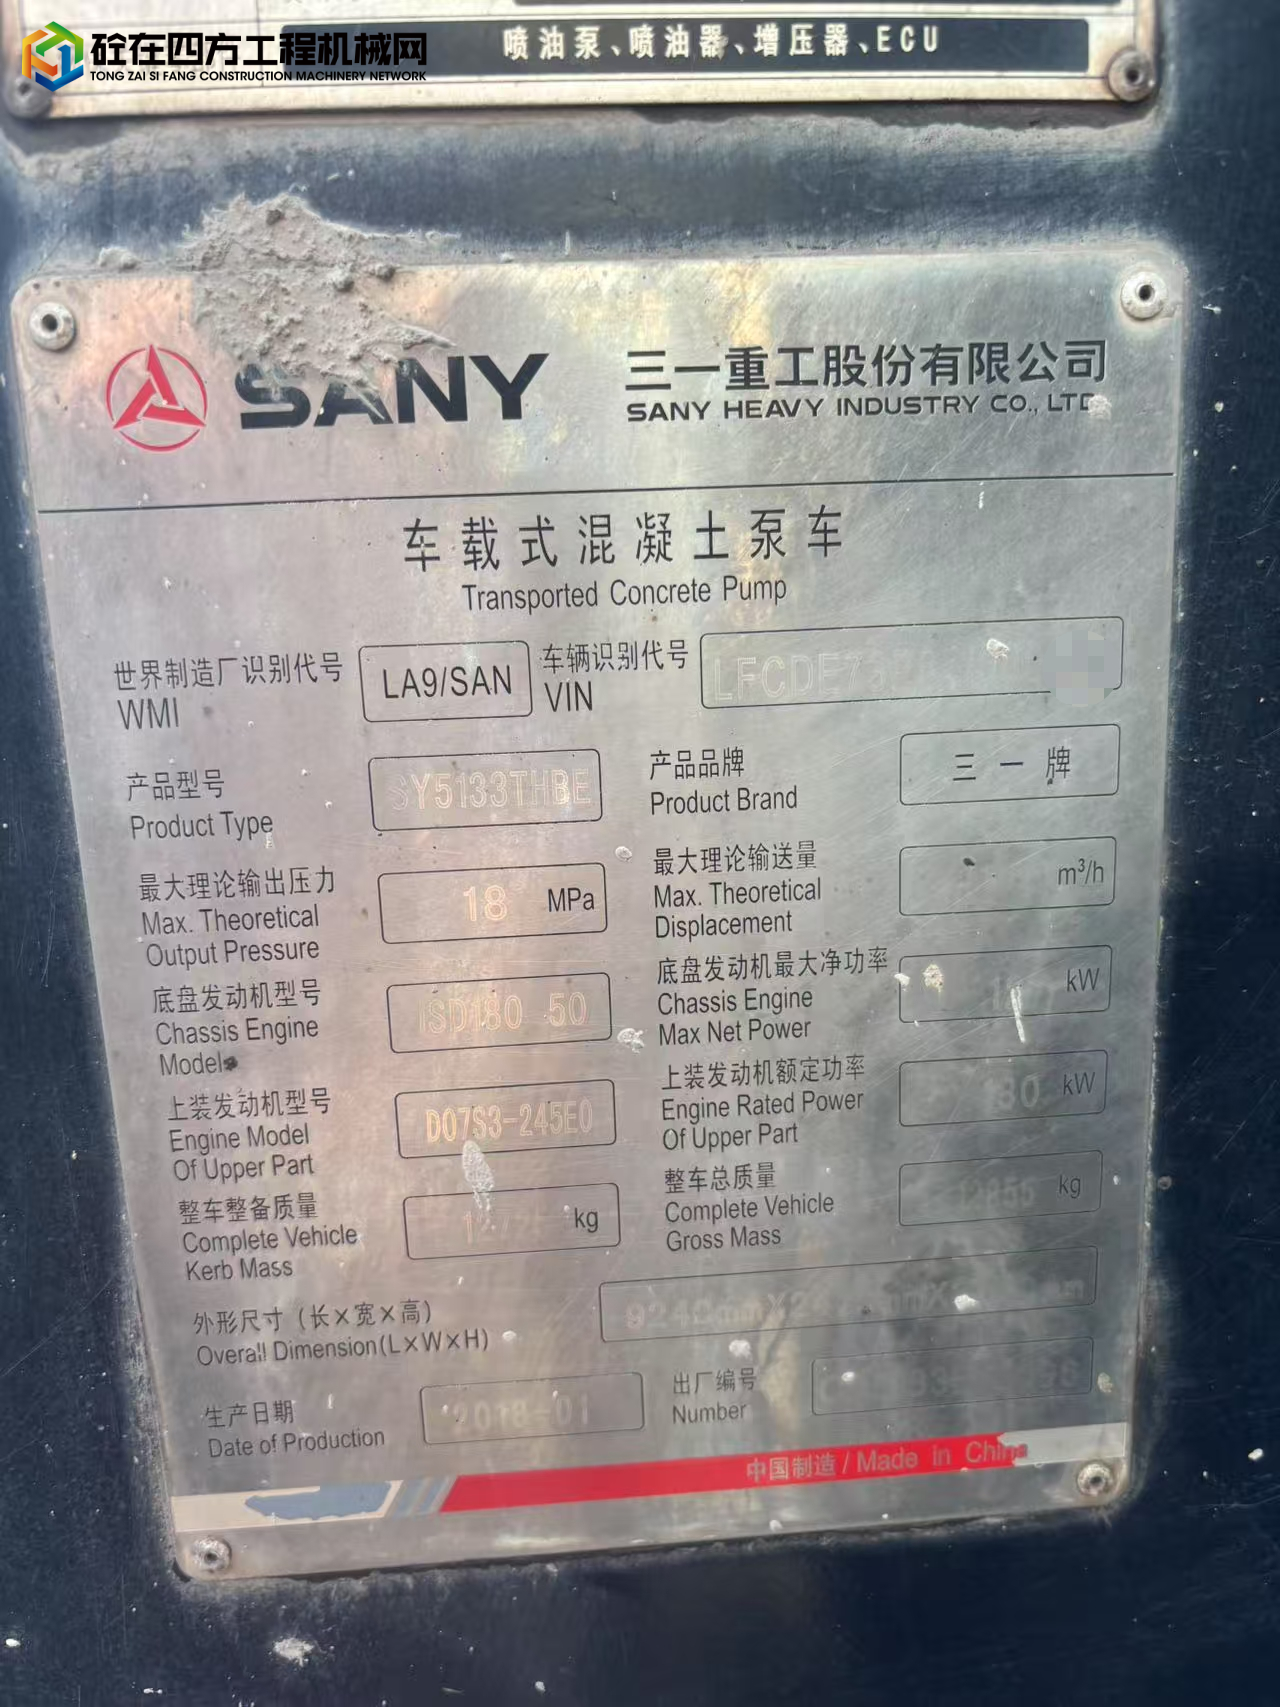 砼在四方工程机械网
TONG ZAI SI FANG CONSTRUCTION MACHINERY NETWORK
喷油泵、喷油器、增压器、ECU
SANY
三一重工股份有限公司
SANY HEAVY INDUSTRY CO., LTD
车载式混凝土泵车
Transported Concrete Pump
世界制造厂识别代号
WMI
LA9/SAN
车辆识别代号
VIN
产品型号
Product Type
SY5133THBE
产品品牌
Product Brand
三一牌
最大理论输出压力
Max. Theoretical
Output Pressure
18 MPa
最大理论输送量
Max. Theoretical
Displacement
m³/h
底盘发动机型号
Chassis Engine
Model
ISD180 50
底盘发动机最大净功率
Chassis Engine
Max Net Power
kW
上装发动机型号
Engine Model
Of Upper Part
D07S3-245E0
上装发动机额定功率
Engine Rated Power
Of Upper Part
180 kW
整车整备质量
Complete Vehicle
Kerb Mass
kg
整车总质量
Complete Vehicle
Gross Mass
kg
外形尺寸（长×宽×高）
Overall Dimension(L×W×H)
生产日期
Date of Production
2018-01
出厂编号
Number
中国制造 / Made in China